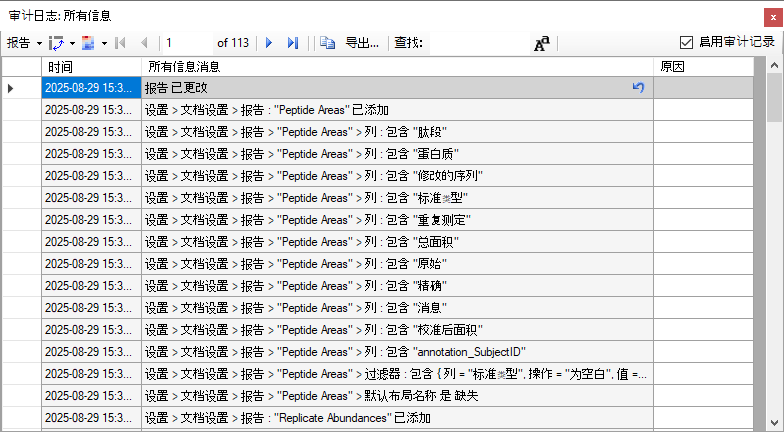 审计日志: 所有信息
报告 1 of 113 导出... 查找: 启用审计记录
时间 所有信息消息 原因
2025-08-29 15:3... 报告 已更改
2025-08-29 15:3... 设置 > 文档设置 > 报告 : "Peptide Areas" 已添加
2025-08-29 15:3... 设置 > 文档设置 > 报告 > "Peptide Areas" > 列 : 包含 "肽段"
2025-08-29 15:3... 设置 > 文档设置 > 报告 > "Peptide Areas" > 列 : 包含 "蛋白质"
2025-08-29 15:3... 设置 > 文档设置 > 报告 > "Peptide Areas" > 列 : 包含 "修改的序列"
2025-08-29 15:3... 设置 > 文档设置 > 报告 > "Peptide Areas" > 列 : 包含 "标准类型"
2025-08-29 15:3... 设置 > 文档设置 > 报告 > "Peptide Areas" > 列 : 包含 "重复测定"
2025-08-29 15:3... 设置 > 文档设置 > 报告 > "Peptide Areas" > 列 : 包含 "总面积"
2025-08-29 15:3... 设置 > 文档设置 > 报告 > "Peptide Areas" > 列 : 包含 "原始"
2025-08-29 15:3... 设置 > 文档设置 > 报告 > "Peptide Areas" > 列 : 包含 "精确"
2025-08-29 15:3... 设置 > 文档设置 > 报告 > "Peptide Areas" > 列 : 包含 "消息"
2025-08-29 15:3... 设置 > 文档设置 > 报告 > "Peptide Areas" > 列 : 包含 "校准后面积"
2025-08-29 15:3... 设置 > 文档设置 > 报告 > "Peptide Areas" > 列 : 包含 "annotation_SubjectID"
2025-08-29 15:3... 设置 > 文档设置 > 报告 > "Peptide Areas" > 过滤器 : 包含 { 列 = "标准类型", 操作 = "为空白", 值 =...
2025-08-29 15:3... 设置 > 文档设置 > 报告 > "Peptide Areas" > 默认布局名称 是 缺失
2025-08-29 15:3... 设置 > 文档设置 > 报告 : "Replicate Abundances" 已添加